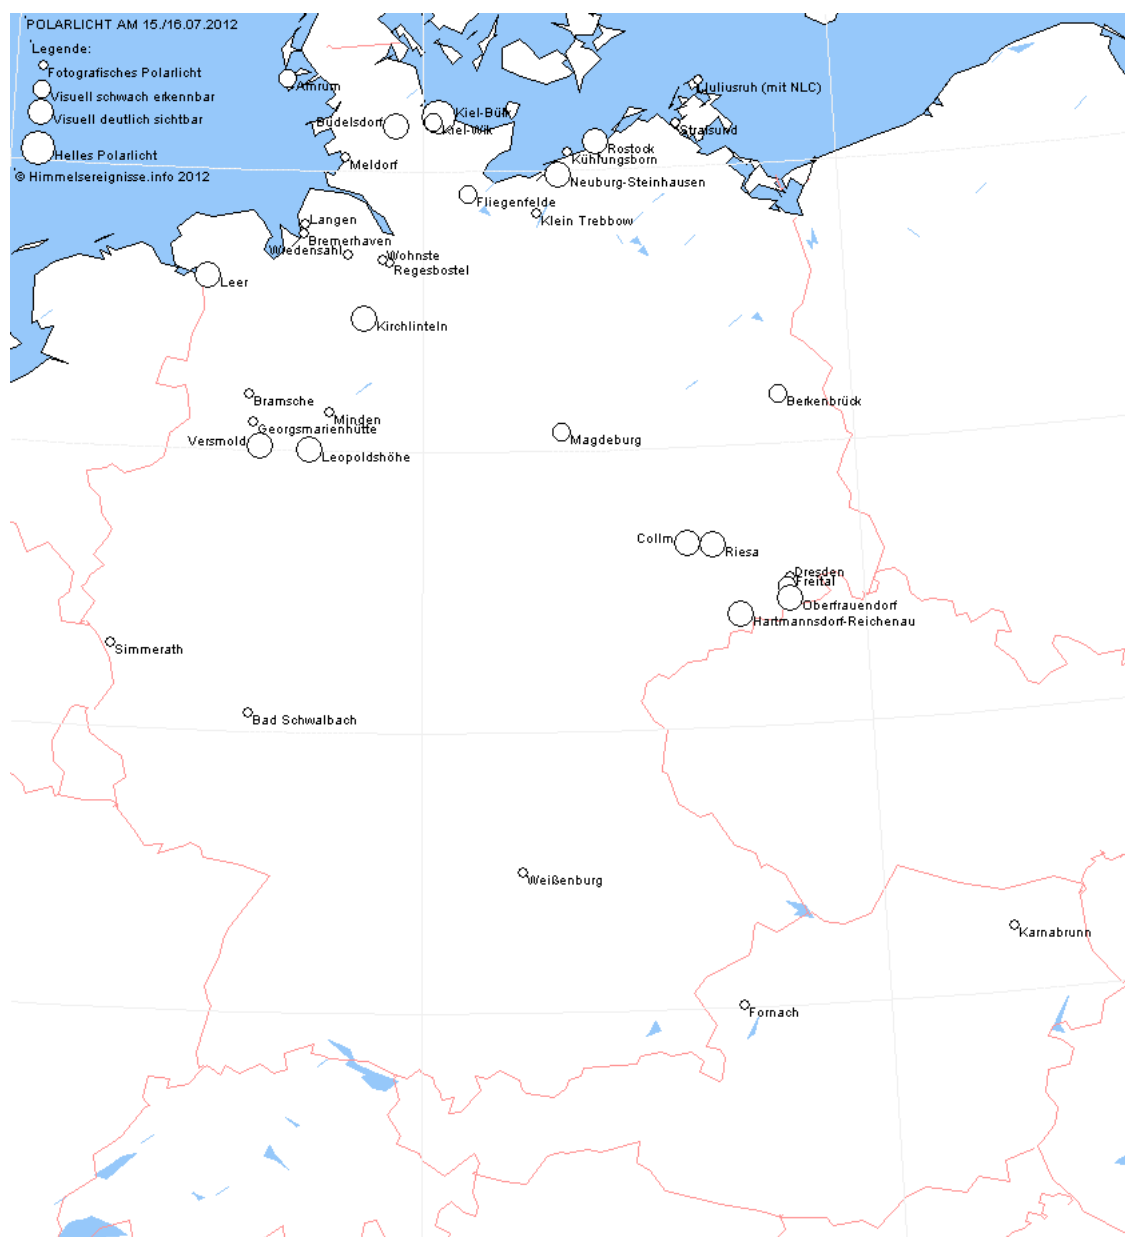 POLARLICHT AM 15./16.07.2012
Legende:
Fotografisches Polarlicht
Visuell schwach erkennbar
Visuell deutlich sichtbar
Helles Polarlicht
© Himmelsereignisse.info 2012
Amrum
Juliusruh (mit NLC)
Kiel-Bülk
Büdelsdorf
Kiel-Wik
Stralsund
Rostock
Kühlungsborn
Meldorf
Neuburg-Steinhausen
Fliegenfelde
Klein Trebbow
Langen
Bremerhaven
Wiedensahl
Wohnste
Regesbostel
Leer
Kirchlinteln
Bramsche
Berkenbrück
Minden
Georgsmarienhütte
Versmold
Magdeburg
Leopoldshöhe
Collm
Riesa
Dresden
Freital
Oberfrauendorf
Hartmannsdorf-Reichenau
Simmerath
Bad Schwalbach
Weißenburg
Karnabrunn
Fornach